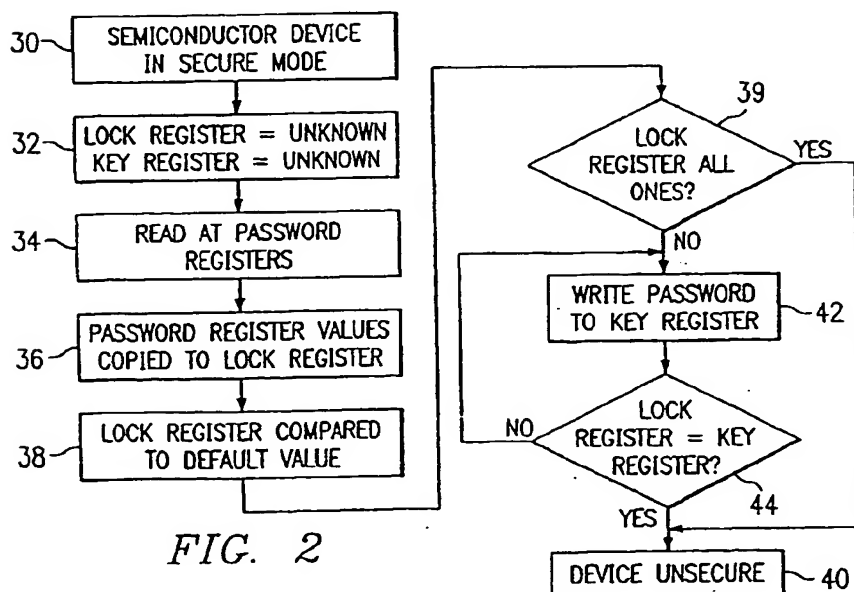 30
SEMICONDUCTOR DEVICE
IN SECURE MODE
32
LOCK REGISTER = UNKNOWN
KEY REGISTER = UNKNOWN
34
READ AT PASSWORD
REGISTERS
36
PASSWORD REGISTER VALUES
COPIED TO LOCK REGISTER
38
LOCK REGISTER COMPARED
TO DEFAULT VALUE
39
LOCK
REGISTER ALL
ONES?
YES
NO
WRITE PASSWORD
TO KEY REGISTER
42
LOCK
REGISTER = KEY
REGISTER?
NO
44
YES
DEVICE UNSECURE
40
FIG. 2